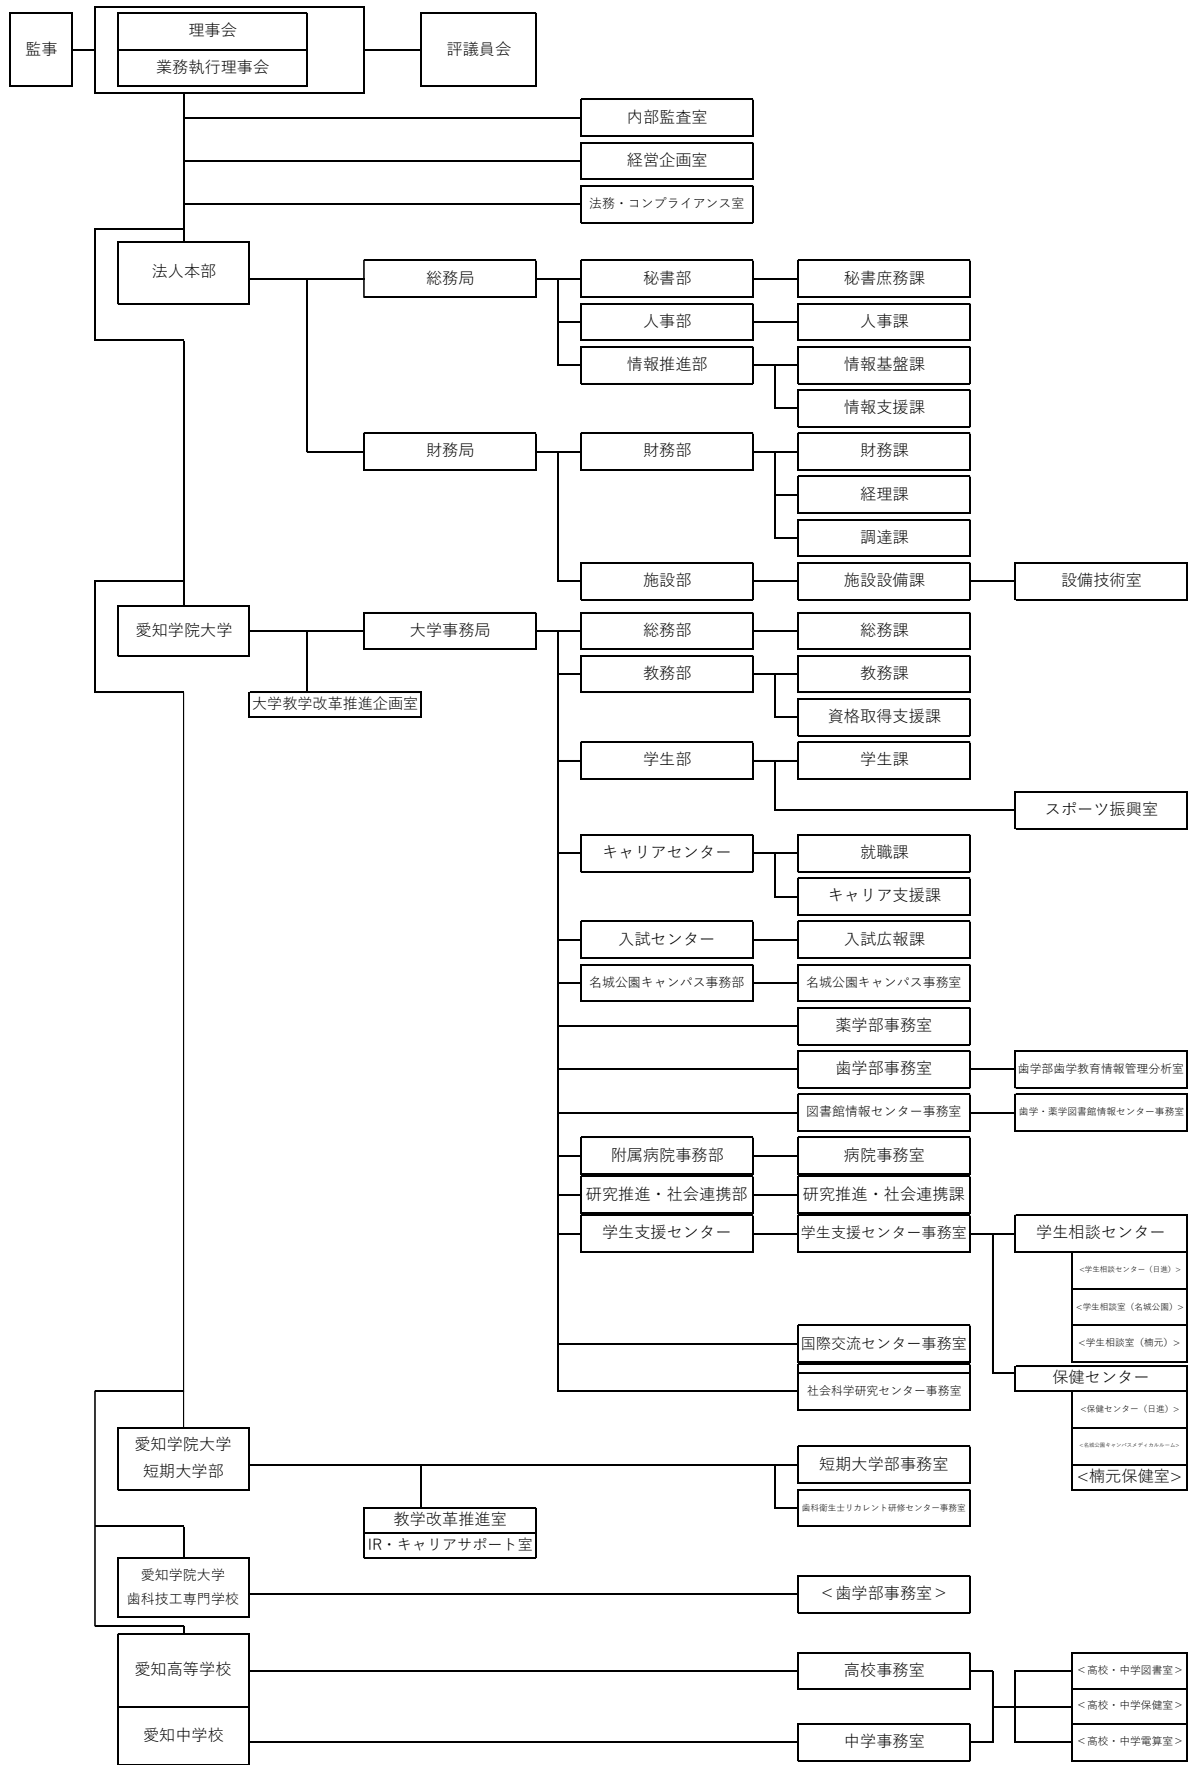 監事
理事会
業務執行理事会
評議員会
内部監査室
経営企画室
法務・コンプライアンス室
法人本部
総務局
秘書部
秘書庶務課
人事部
人事課
情報推進部
情報基盤課
情報支援課
財務局
財務部
財務課
経理課
調達課
施設部
施設設備課
設備技術室
愛知学院大学
大学事務局
総務部
総務課
教務部
教務課
大学教学改革推進企画室
資格取得支援課
学生部
学生課
スポーツ振興室
キャリアセンター
就職課
キャリア支援課
入試センター
入試広報課
名城公園キャンパス事務部
名城公園キャンパス事務室
薬学部事務室
歯学部事務室
歯学部歯学教育情報管理分析室
図書館情報センター事務室
歯学・薬学図書館情報センター事務室
附属病院事務部
病院事務室
研究推進・社会連携部
研究推進・社会連携課
学生支援センター
学生支援センター事務室
学生相談センター
<学生相談センター（日進）>
<学生相談室（名城公園）>
<学生相談室（楠元）>
国際交流センター事務室
社会科学研究センター事務室
保健センター
<保健センター（日進）>
<名城公園キャンパスメディカルルーム>
<楠元保健室>
愛知学院大学
短期大学部
短期大学部事務室
歯科衛生士リカレント研修センター事務室
教学改革推進室
IR・キャリアサポート室
愛知学院大学
歯科技工専門学校
＜歯学部事務室＞
愛知高等学校
高校事務室
＜高校・中学図書室＞
＜高校・中学保健室＞
愛知中学校
中学事務室
＜高校・中学電算室＞